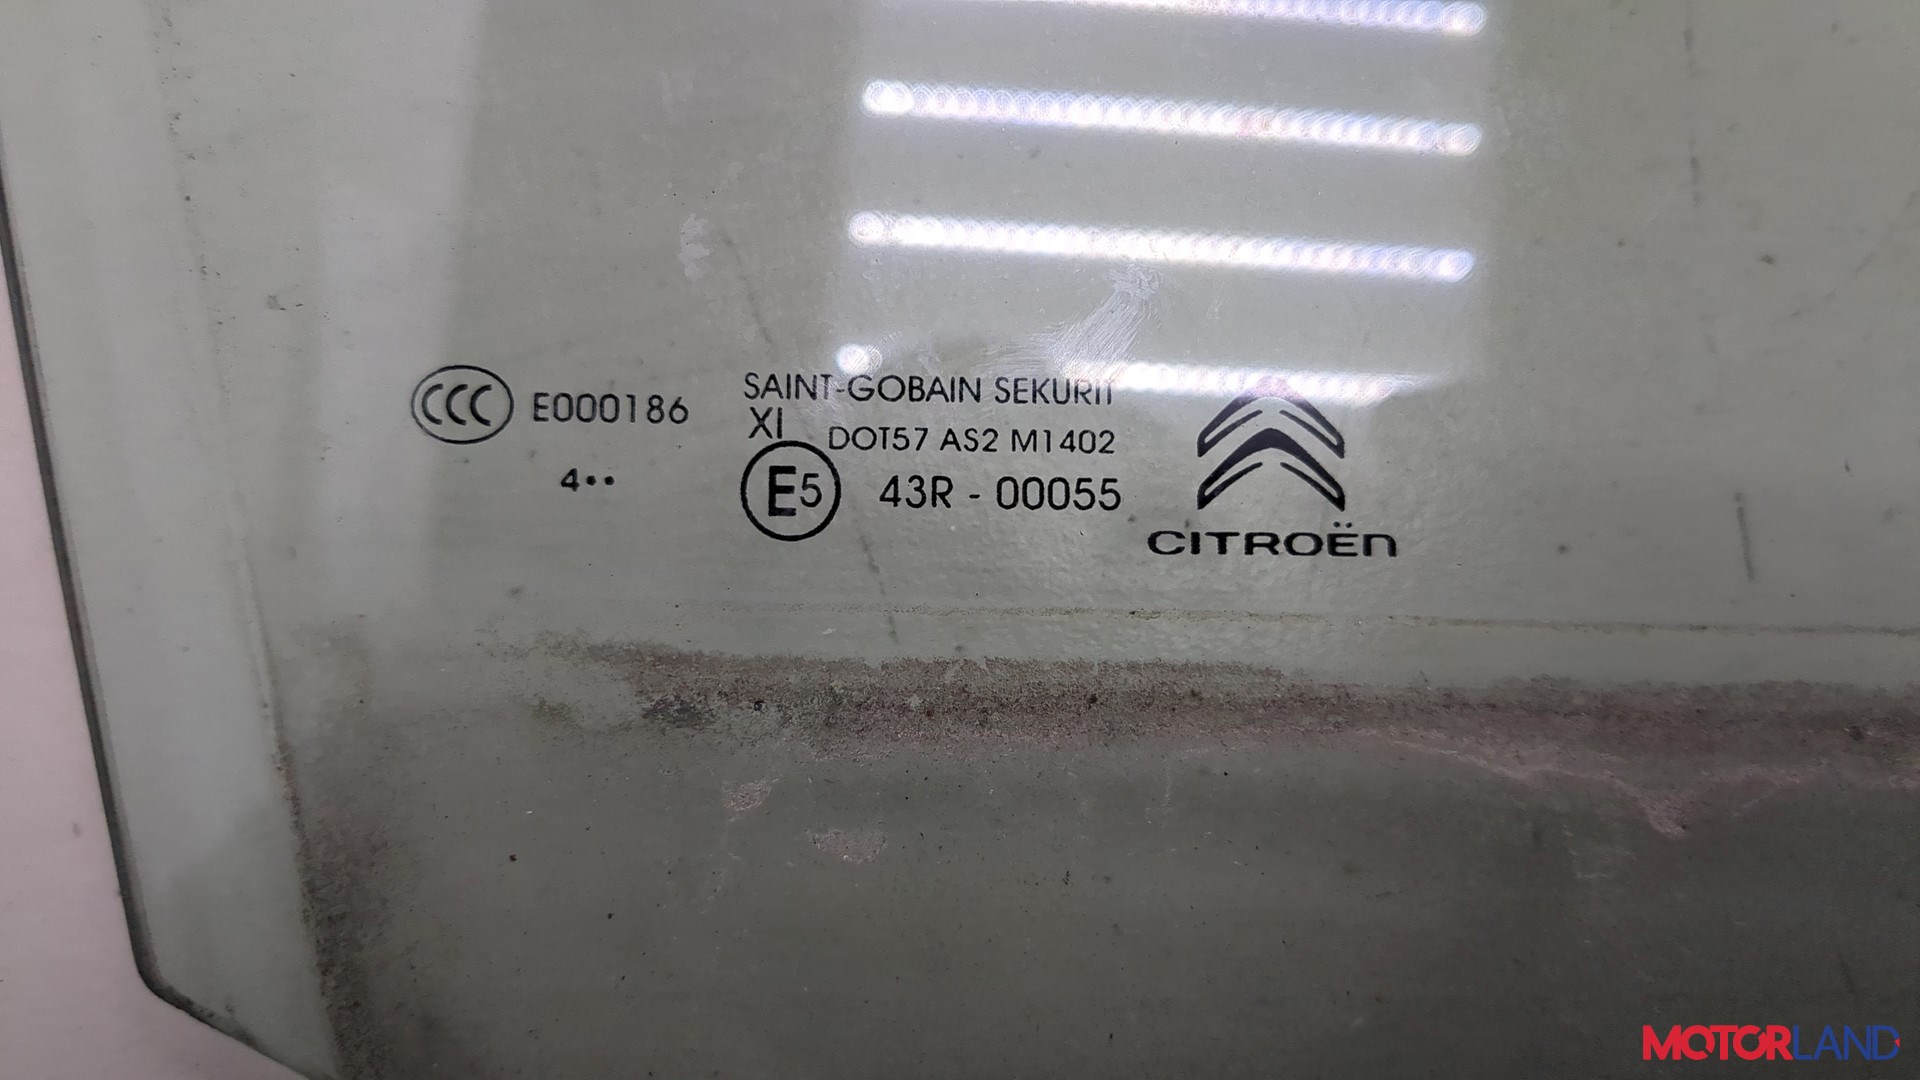 CCC E000186
4••
SAINT-GOBAIN SEKURIT
XI
DOT57 AS2 M1402
E5 43R - 00055
CITROËN
MOTORLAND